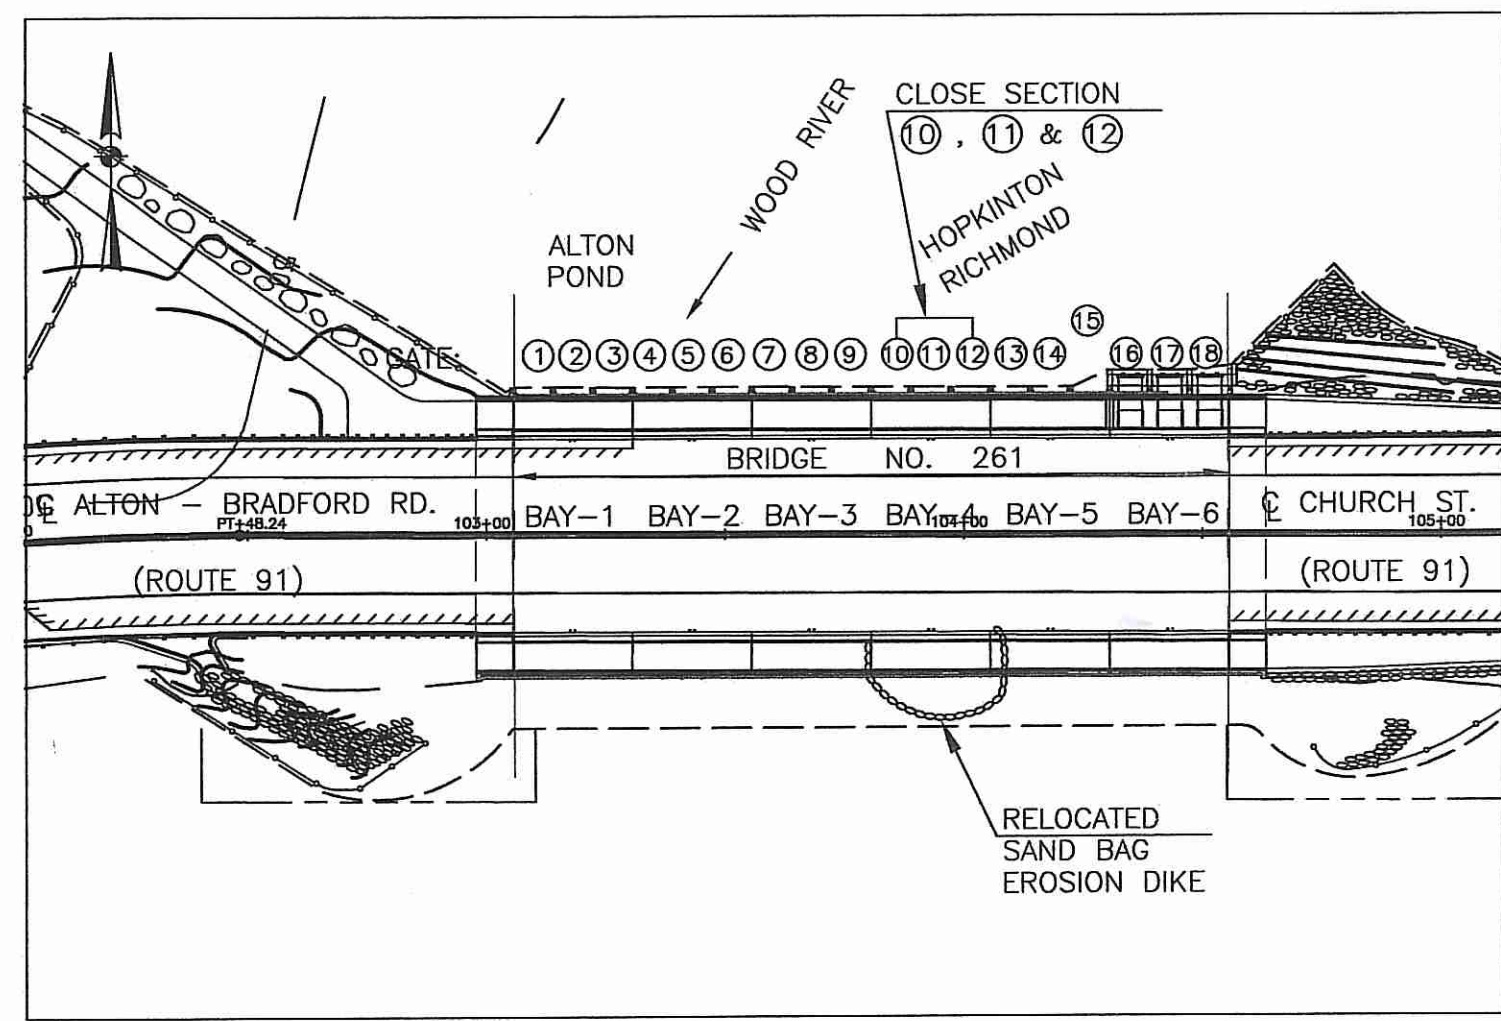 CLOSE SECTION
10 , 11 & 12
WOOD RIVER
HOPKINTON
RICHMOND
ALTON
POND
GATE
1 2 3 4 5 6 7 8 9 10 11 12 13 14 15 16 17 18
BRIDGE NO. 261
℄ ALTON - BRADFORD RD.
PT+48.24
103+00
BAY-1 BAY-2 BAY-3 BAY-4 BAY-5 BAY-6
104+00
℄ CHURCH ST.
105+00
(ROUTE 91)
(ROUTE 91)
RELOCATED
SAND BAG
EROSION DIKE